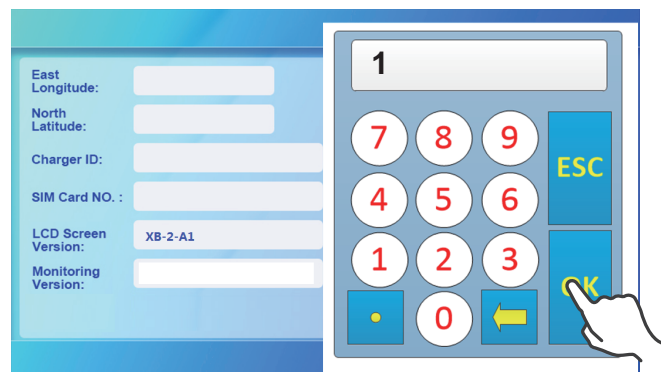 East
Longitude:
North
Latitude:
Charger ID:
SIM Card NO. :
LCD Screen
Version:
XB-2-A1
Monitoring
Version:
1
7 8 9
ESC
4 5 6
1 2 3
OK
0